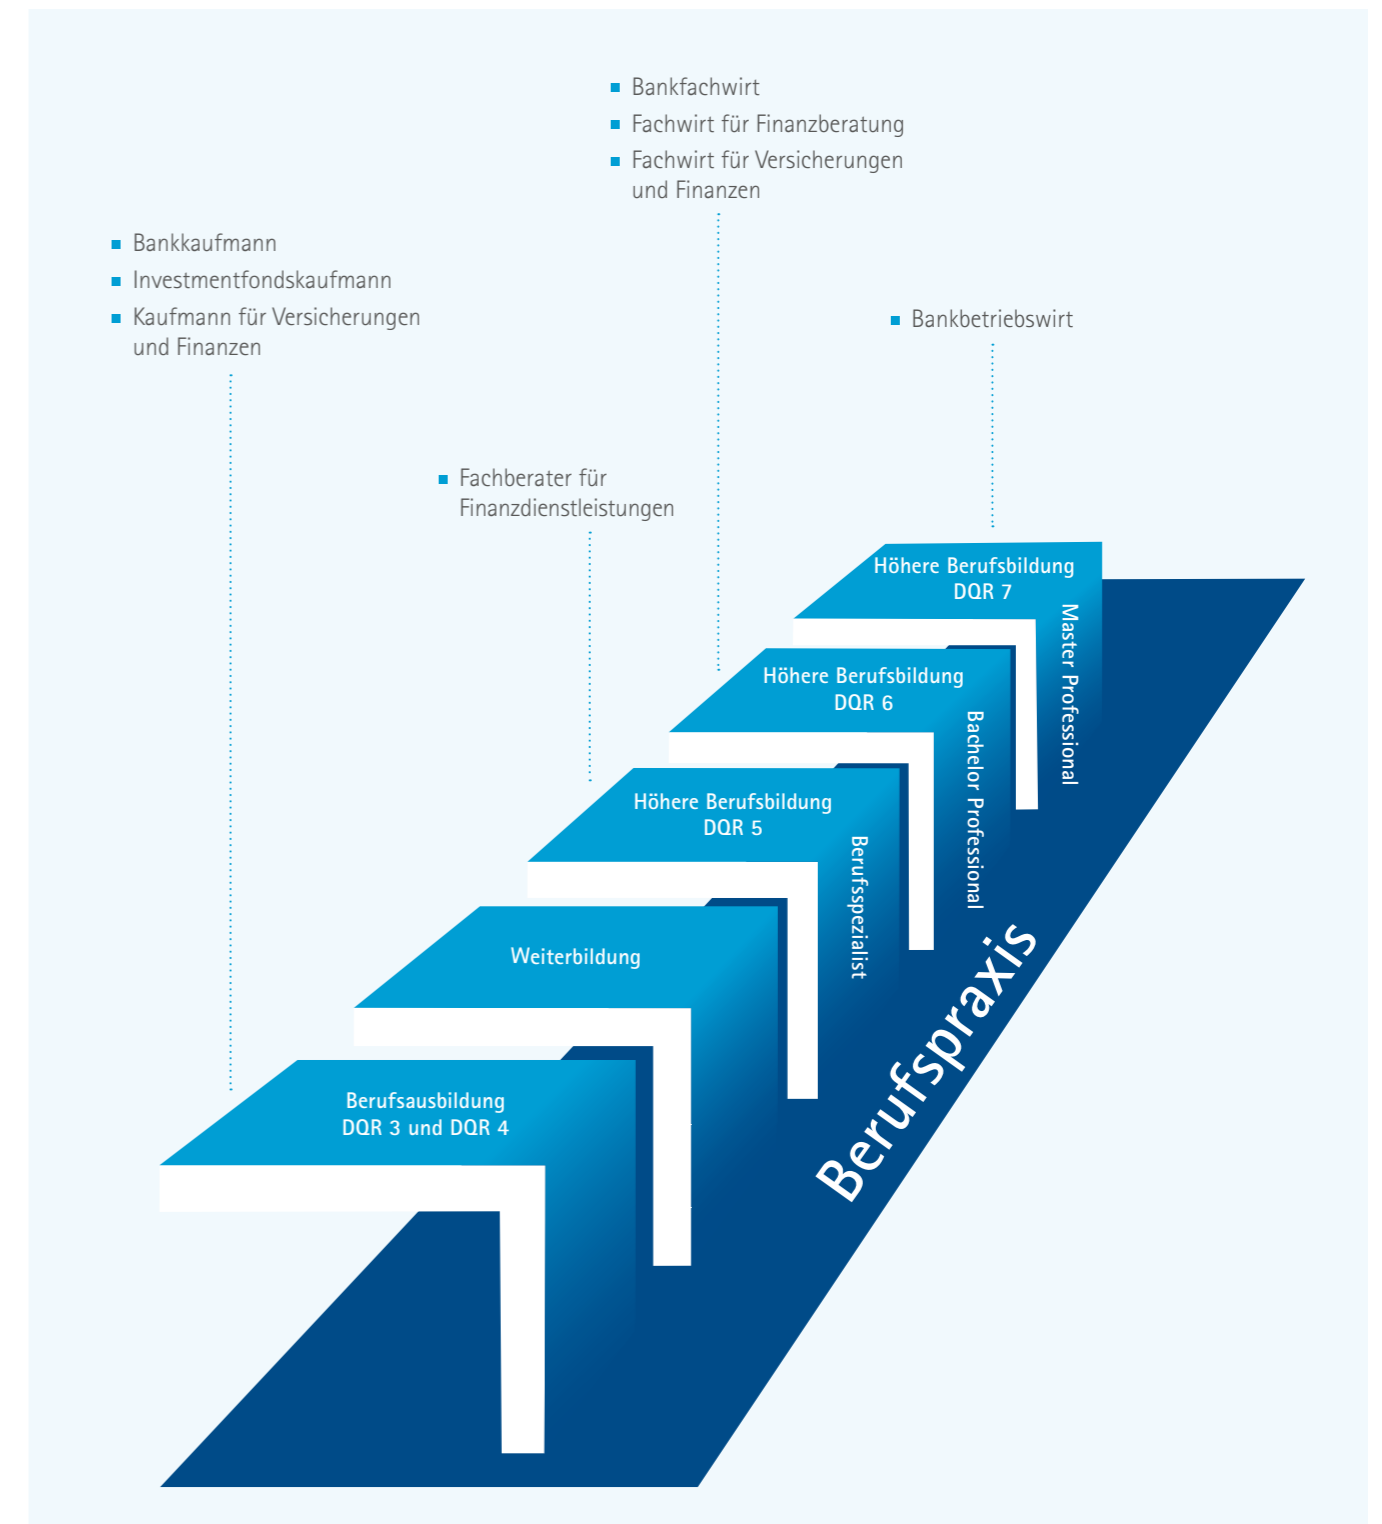 Bankfachwirt
Fachwirt für Finanzberatung
Fachwirt für Versicherungen
und Finanzen
Bankkaufmann
Investmentfondskaufmann
Kaufmann für Versicherungen
und Finanzen
Bankbetriebswirt
Fachberater für
Finanzdienstleistungen
Höhere Berufsbildung
DQR 7
Master Professional
Höhere Berufsbildung
DQR 6
Bachelor Professional
Höhere Berufsbildung
DQR 5
Berufsspezialist
Weiterbildung
Berufsausbildung
DQR 3 und DQR 4
Berufspraxis